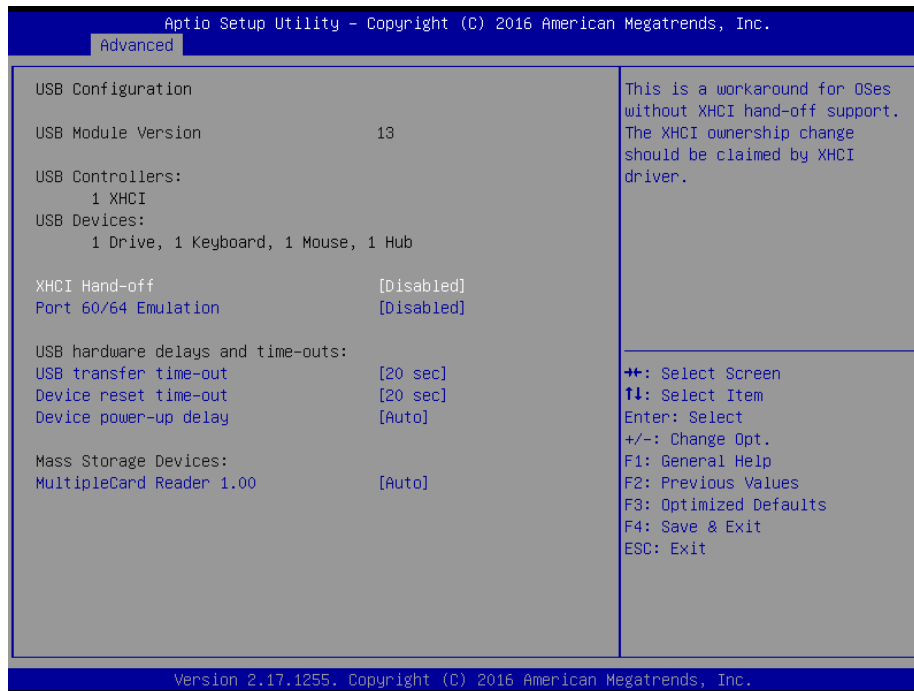 Aptio Setup Utility – Copyright (C) 2016 American Megatrends, Inc.
Advanced
USB Configuration
USB Module Version 13
USB Controllers:
1 XHCI
USB Devices:
1 Drive, 1 Keyboard, 1 Mouse, 1 Hub
XHCI Hand-off [Disabled]
Port 60/64 Emulation [Disabled]
USB hardware delays and time-outs:
USB transfer time-out [20 sec]
Device reset time-out [20 sec]
Device power-up delay [Auto]
Mass Storage Devices:
MultipleCard Reader 1.00 [Auto]
This is a workaround for OSes
without XHCI hand-off support.
The XHCI ownership change
should be claimed by XHCI
driver.
→←: Select Screen
↑↓: Select Item
Enter: Select
+/-: Change Opt.
F1: General Help
F2: Previous Values
F3: Optimized Defaults
F4: Save & Exit
ESC: Exit
Version 2.17.1255. Copyright (C) 2016 American Megatrends, Inc.